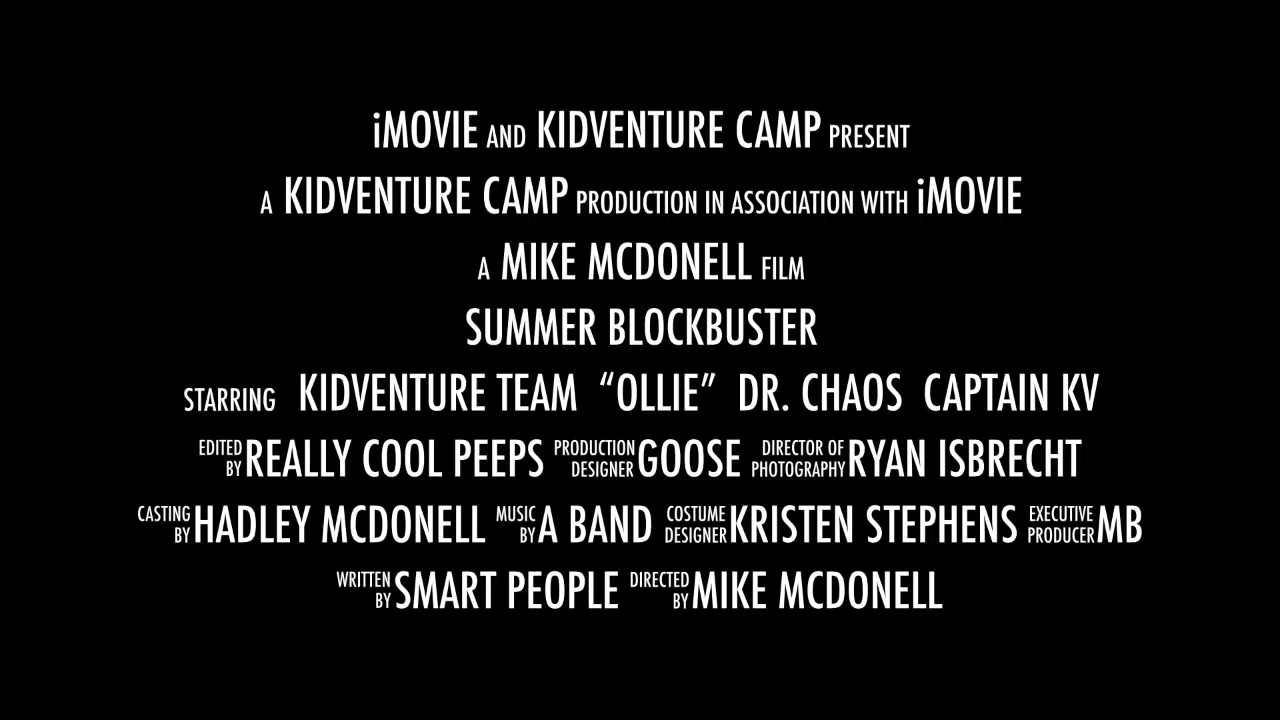 iMOVIE AND KIDVENTURE CAMP PRESENT
A KIDVENTURE CAMP PRODUCTION IN ASSOCIATION WITH iMOVIE
A MIKE MCDONELL FILM
SUMMER BLOCKBUSTER
STARRING KIDVENTURE TEAM “OLLIE” DR. CHAOS CAPTAIN KV
EDITED BY REALLY COOL PEEPS PRODUCTION DESIGNER GOOSE DIRECTOR OF PHOTOGRAPHY RYAN ISBRECHT
CASTING BY HADLEY MCDONELL MUSIC BY A BAND COSTUME DESIGNER KRISTEN STEPHENS EXECUTIVE PRODUCER MB
WRITTEN BY SMART PEOPLE DIRECTED BY MIKE MCDONELL